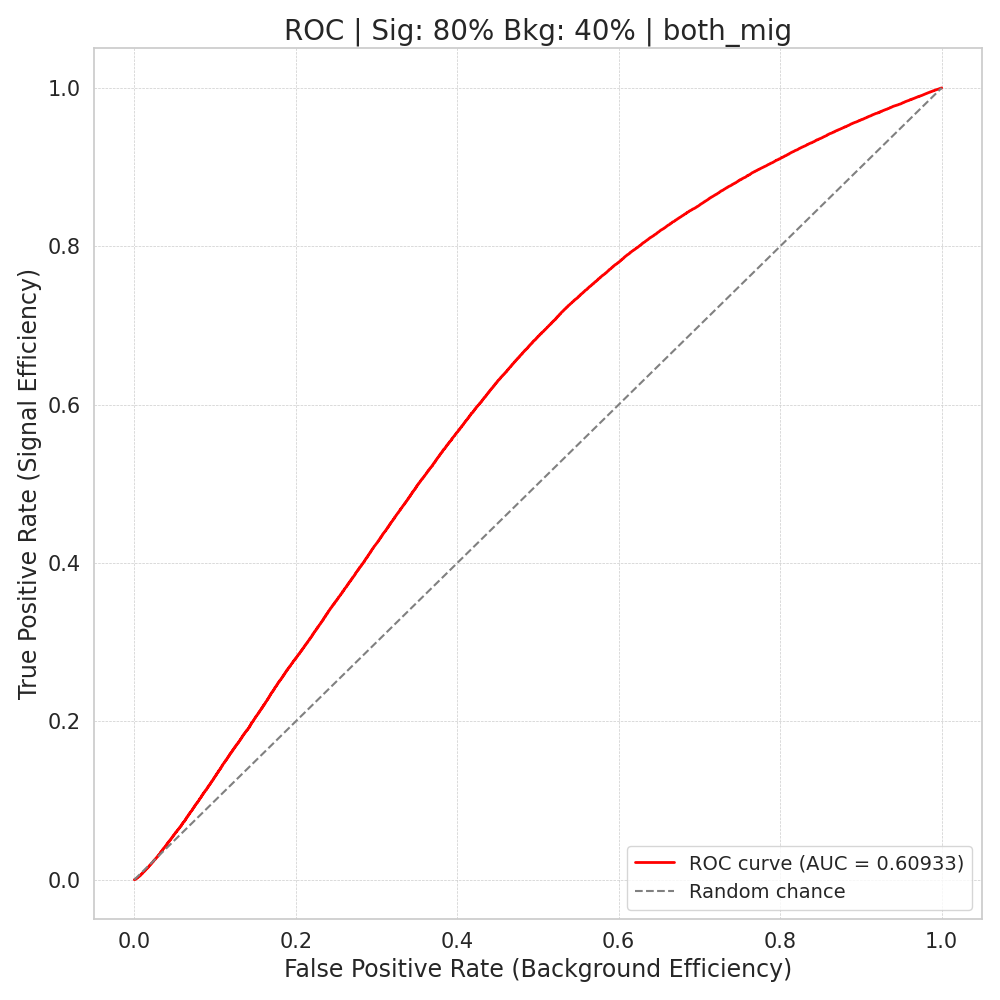 ROC | Sig: 80% Bkg: 40% | both_mig
True Positive Rate (Signal Efficiency)
1.0
0.8
0.6
0.4
0.2
0.0
ROC curve (AUC = 0.60933)
Random chance
0.0 0.2 0.4 0.6 0.8 1.0
False Positive Rate (Background Efficiency)